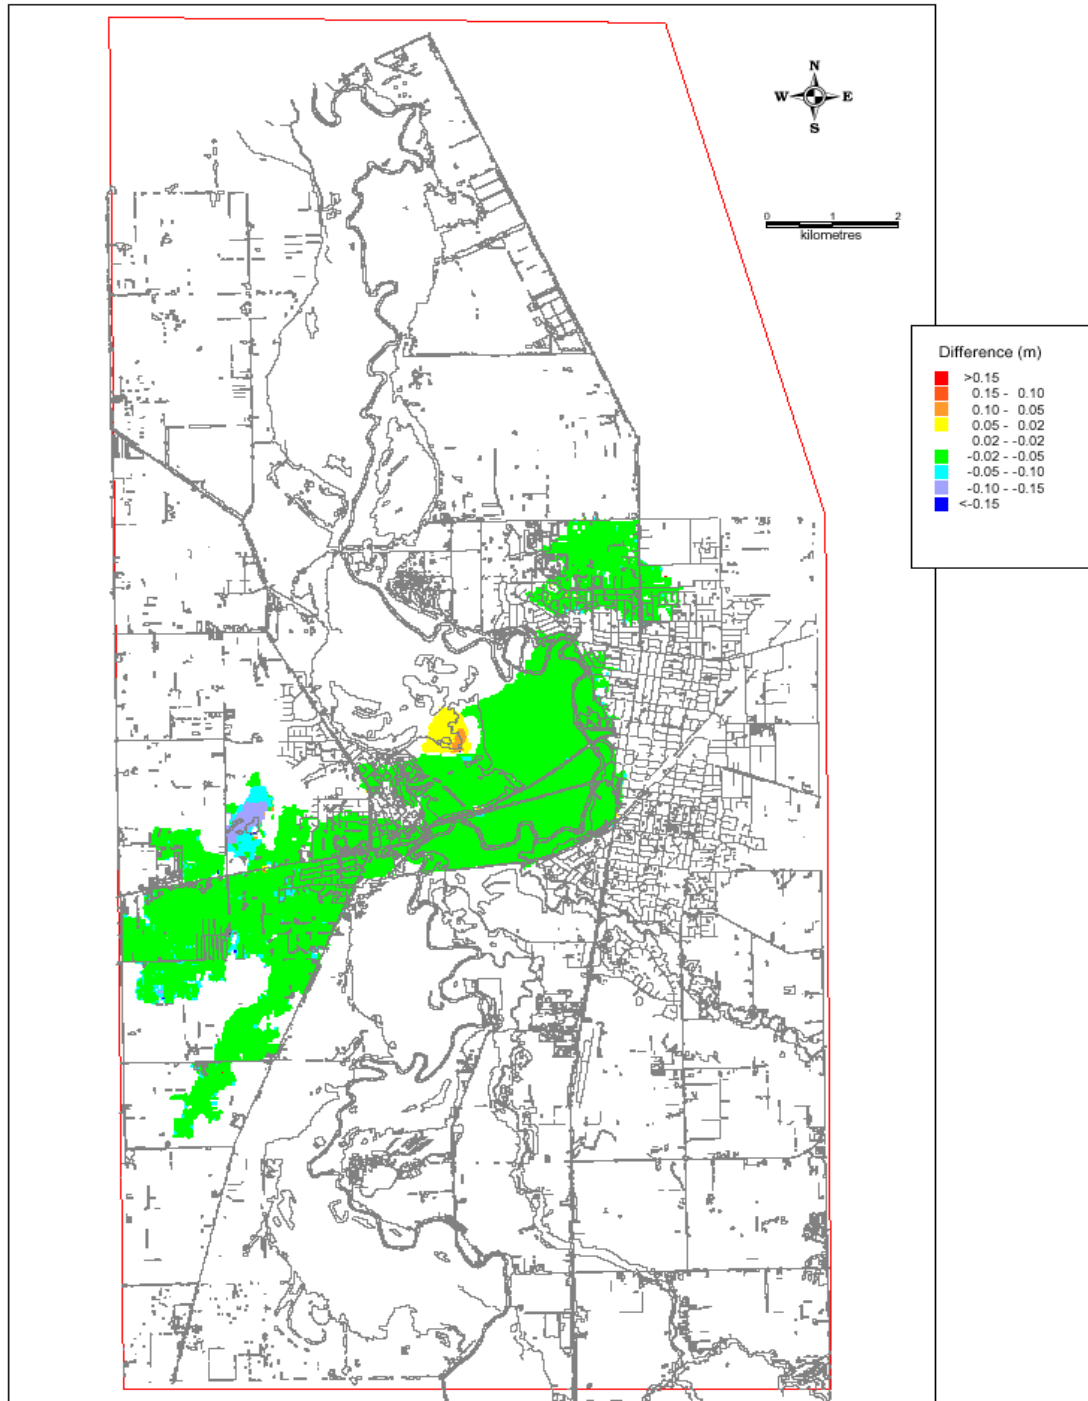 N
W E
S
0 1 2
kilometres
Difference (m)
>0.15
0.15 - 0.10
0.10 - 0.05
0.05 - 0.02
0.02 - -0.02
-0.02 - -0.05
-0.05 - -0.10
-0.10 - -0.15
<-0.15